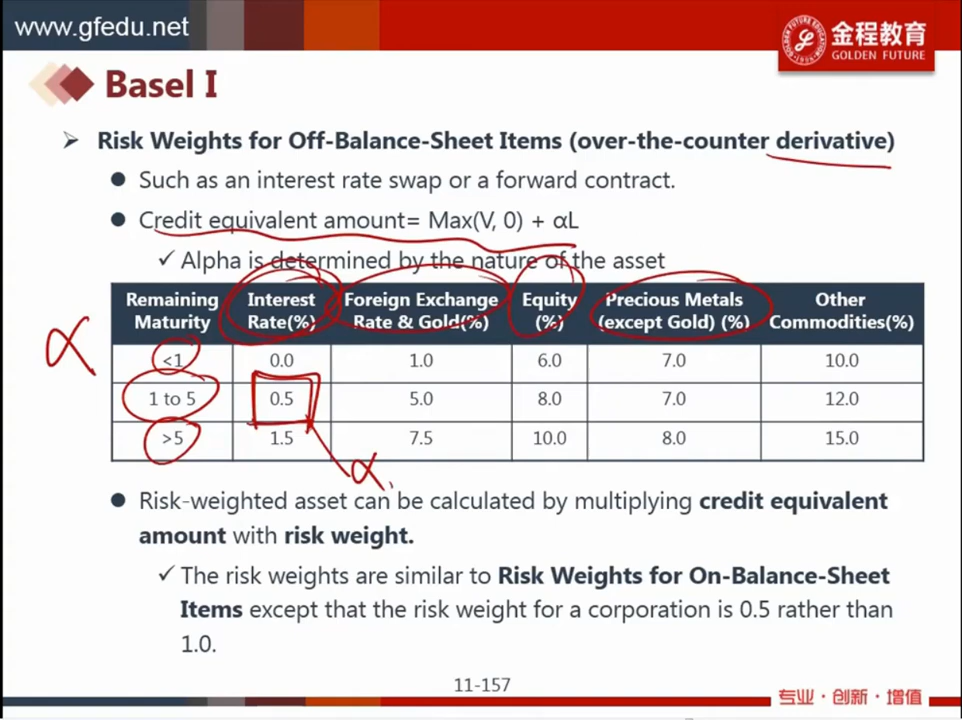 www.gfedu.net
金程教育
GOLDEN FUTURE
Basel I
Risk Weights for Off-Balance-Sheet Items (over-the-counter derivative)
Such as an interest rate swap or a forward contract.
Credit equivalent amount= Max(V, 0) + αL
✓ Alpha is determined by the nature of the asset
Remaining Maturity Interest Rate(%) Foreign Exchange Rate & Gold(%) Equity (%) Precious Metals (except Gold) (%) Other Commodities(%)
α
<1 0.0 1.0 6.0 7.0 10.0
1 to 5 0.5 5.0 8.0 7.0 12.0
>5 1.5 7.5 10.0 8.0 15.0
α
Risk-weighted asset can be calculated by multiplying credit equivalent
amount with risk weight.
✓ The risk weights are similar to Risk Weights for On-Balance-Sheet
Items except that the risk weight for a corporation is 0.5 rather than
1.0.
11-157
专业·创新·增值